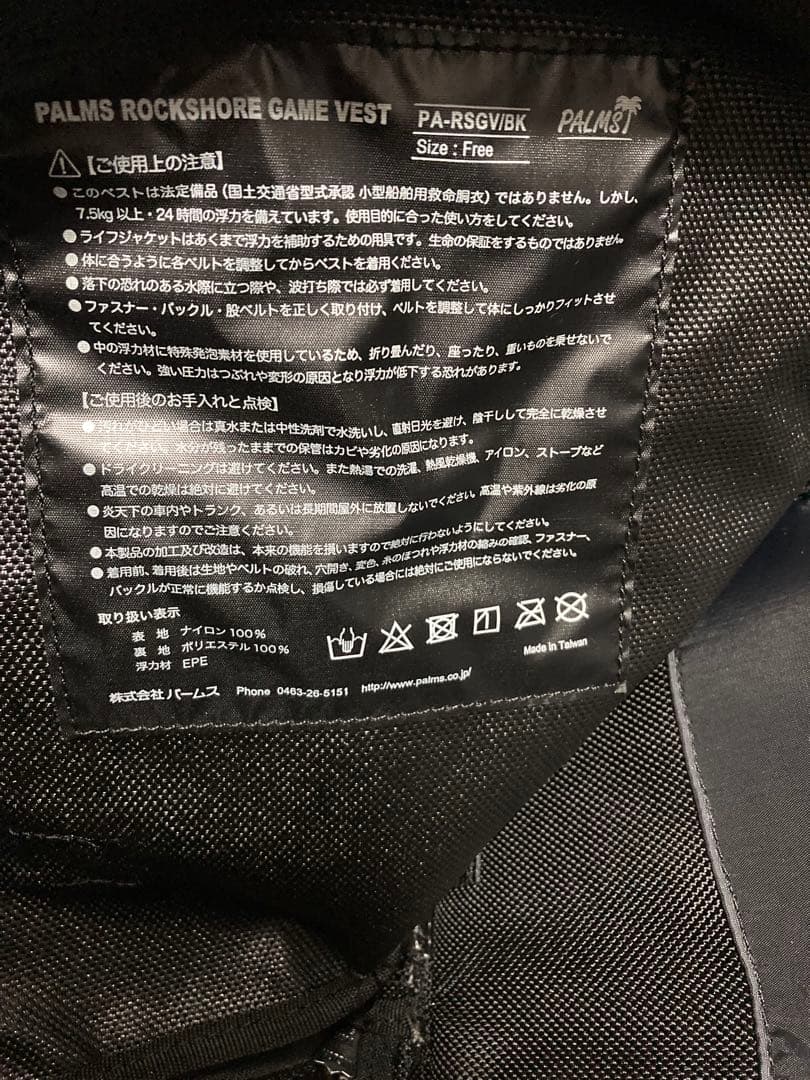 PALMS ROCKSHORE GAME VEST PA-RSGV/BK PALMS
Size : Free
【ご使用上の注意】
●このベストは法定備品(国土交通省型式承認 小型船舶用救命胴衣)ではありません。しかし、
7.5kg以上・24時間の浮力を備えています。使用目的に合った使い方をしてください。
●ライフジャケットはあくまで浮力を補助するための用具です。生命の保証をするものではありません。
●体に合うように各ベルトを調整してからベストを着用ください。
●落下の恐れのある水際に立つ際や、波打ち際では必ず着用してください。
●ファスナー・バックル・股ベルトを正しく取り付け、ベルトを調整して体にしっかりフィットさせ
てください。
●中の浮力材に特殊発泡素材を使用しているため、折り畳んだり、座ったり、重いものを乗せないで
ください。強い圧力はつぶれや変形の原因となり浮力が低下する恐れがあります。
【ご使用後のお手入れと点検】
●汚れがひどい場合は真水または中性洗剤で水洗いし、直射日光を避け、陰干しして完全に乾燥させ
てください。水分が残ったままでの保管はカビや劣化の原因になります。
●ドライクリーニングは避けてください。また熱湯での洗濯、熱風乾燥機、アイロン、ストーブなど
高温での乾燥は絶対に避けてください。
●炎天下の車内やトランク、あるいは長期間屋外に放置しないでください。高温や紫外線は劣化の原
因になりますのでご注意ください。
●本製品の加工及び改造は、本来の機能を損いますので絶対に行わないようにしてください。
●着用前、着用後は生地やベルトの破れ、穴開き、変色、糸のほつれや浮力材の縮みの確認、ファスナー、
バックルが正常に機能するか点検し、損傷している場合には絶対にご使用にならないでください。
取り扱い表示
表 地 ナイロン100%
裏 地 ポリエステル100%
浮力材 EPE
Made in Taiwan
株式会社パームス Phone 0463-26-5151 http://www.palms.co.jp/